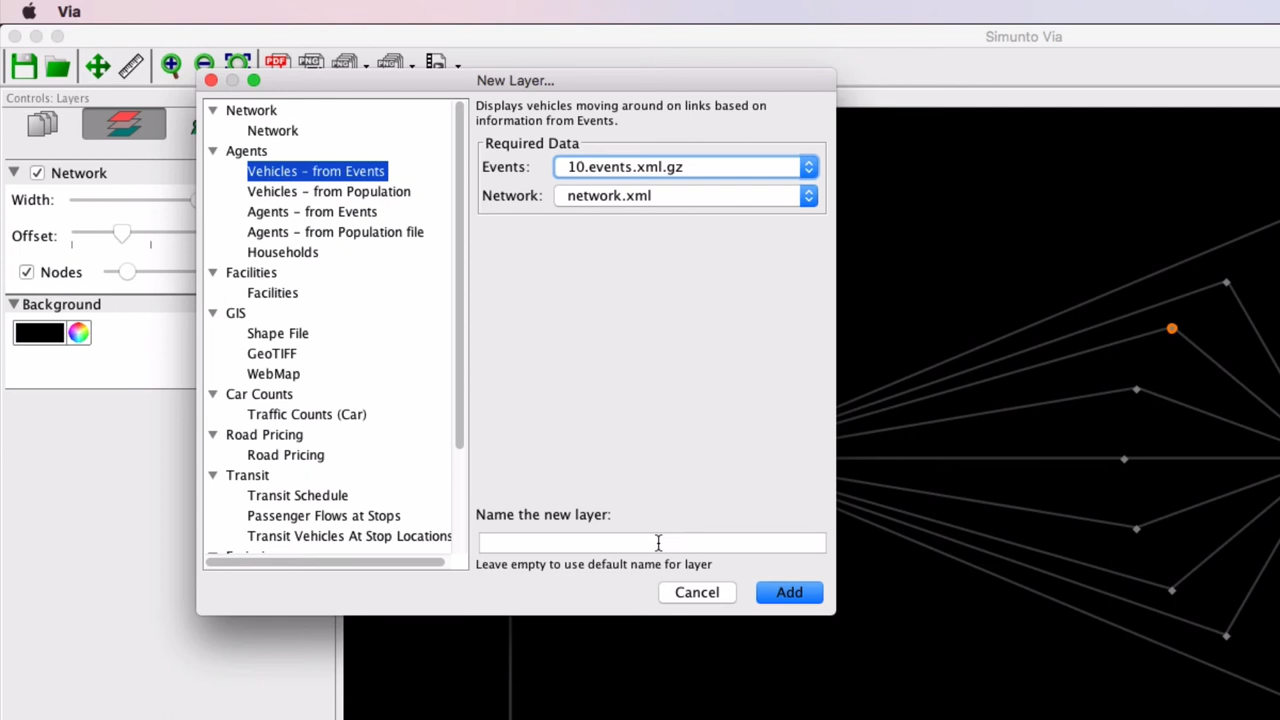 Via
Simunto Via
PDF
PNG
PNG
PNG
New Layer...
Controls: Layers
Network
Width:
Offset:
Nodes
Background
Network
Network
Agents
Vehicles – from Events
Vehicles – from Population
Agents – from Events
Agents – from Population file
Households
Facilities
Facilities
GIS
Shape File
GeoTIFF
WebMap
Car Counts
Traffic Counts (Car)
Road Pricing
Road Pricing
Transit
Transit Schedule
Passenger Flows at Stops
Transit Vehicles At Stop Locations
Displays vehicles moving around on links based on
information from Events.
Required Data
Events: 10.events.xml.gz
Network: network.xml
Name the new layer:
Leave empty to use default name for layer
Cancel Add